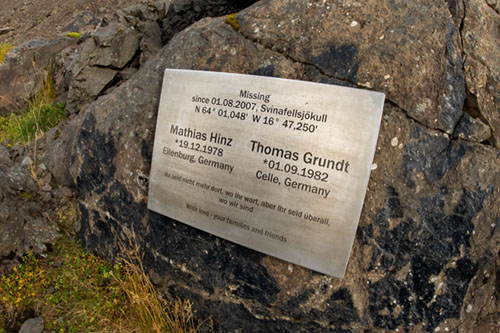 Missing
since 01.08.2007, Svinafellsjökull
N 64° 01,048' W 16° 47,250'
Mathias Hinz
*19.12.1978
Eilenburg, Germany
Thomas Grundt
*01.09.1982
Celle, Germany
Ihr seid nicht mehr dort, wo Ihr wart, aber Ihr seid überall,
wo wir sind
With love - your families and friends